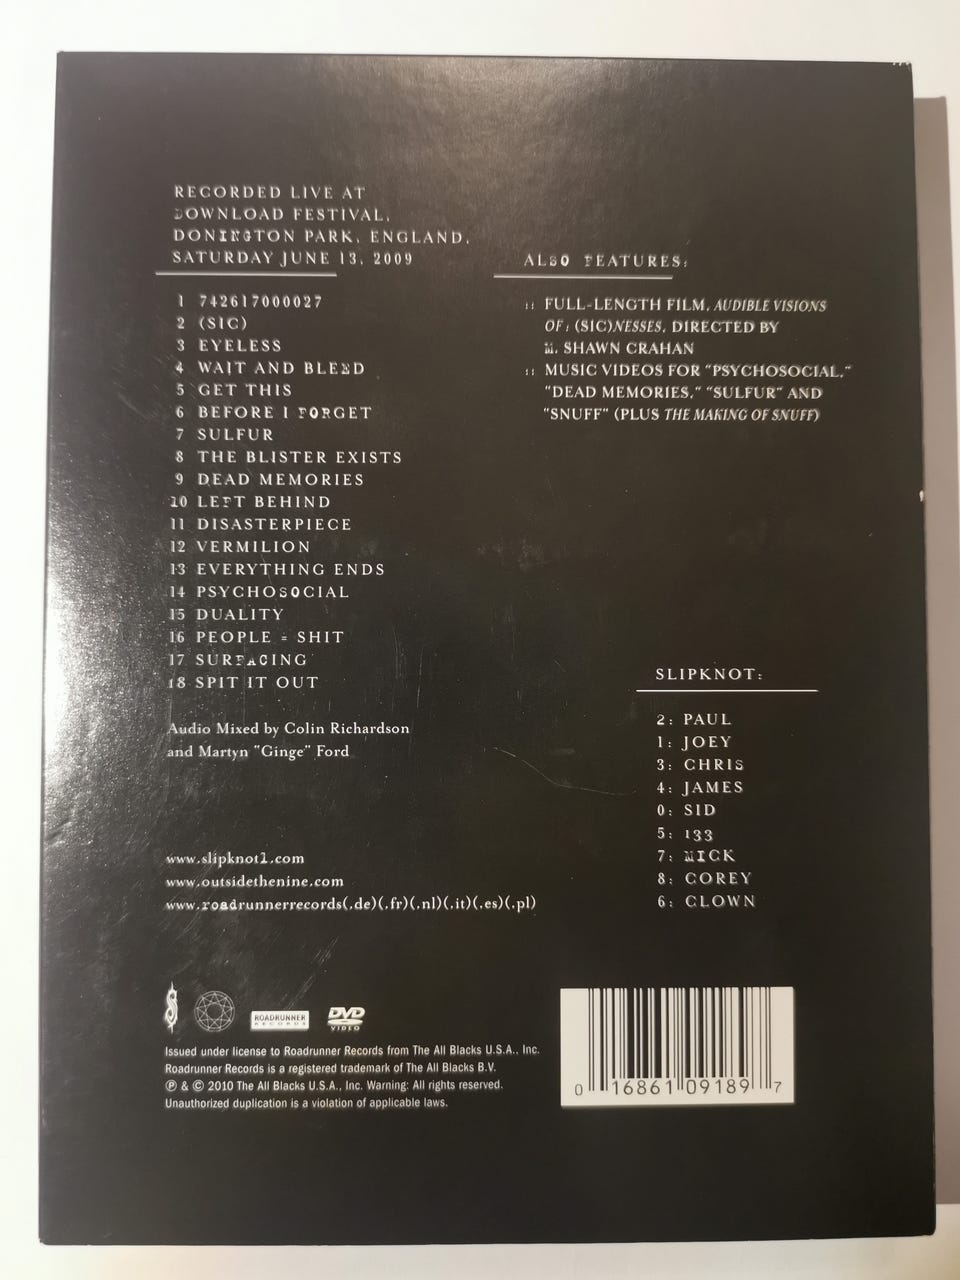 RECORDED LIVE AT
DOWNLOAD FESTIVAL,
DONINGTON PARK, ENGLAND,
SATURDAY JUNE 13, 2009
1 742617000027
2 (SIC)
3 EYELESS
4 WAIT AND BLEED
5 GET THIS
6 BEFORE I FORGET
7 SULFUR
8 THE BLISTER EXISTS
9 DEAD MEMORIES
10 LEFT BEHIND
11 DISASTERPIECE
12 VERMILION
13 EVERYTHING ENDS
14 PSYCHOSOCIAL
15 DUALITY
16 PEOPLE = SHIT
17 SURFACING
18 SPIT IT OUT
Audio Mixed by Colin Richardson
and Martyn "Ginge" Ford
www.slipknot1.com
www.outsidethenine.com
www.roadrunnerrecords(.de)(.fr)(.nl)(.it)(.es)(.pl)
ALSO FEATURES:
:: FULL-LENGTH FILM, AUDIBLE VISIONS
OF: (SIC)NESSES, DIRECTED BY
M. SHAWN CRAHAN
:: MUSIC VIDEOS FOR "PSYCHOSOCIAL,"
"DEAD MEMORIES," "SULFUR" AND
"SNUFF" (PLUS THE MAKING OF SNUFF)
SLIPKNOT:
2: PAUL
1: JOEY
3: CHRIS
4: JAMES
0: SID
5: 133
7: MICK
8: COREY
6: CLOWN
ROADRUNNER
RECORDS
DVD
VIDEO
Issued under license to Roadrunner Records from The All Blacks U.S.A., Inc.
Roadrunner Records is a registered trademark of The All Blacks B.V.
℗ & © 2010 The All Blacks U.S.A., Inc. Warning: All rights reserved.
Unauthorized duplication is a violation of applicable laws.
0 16861 09189 7